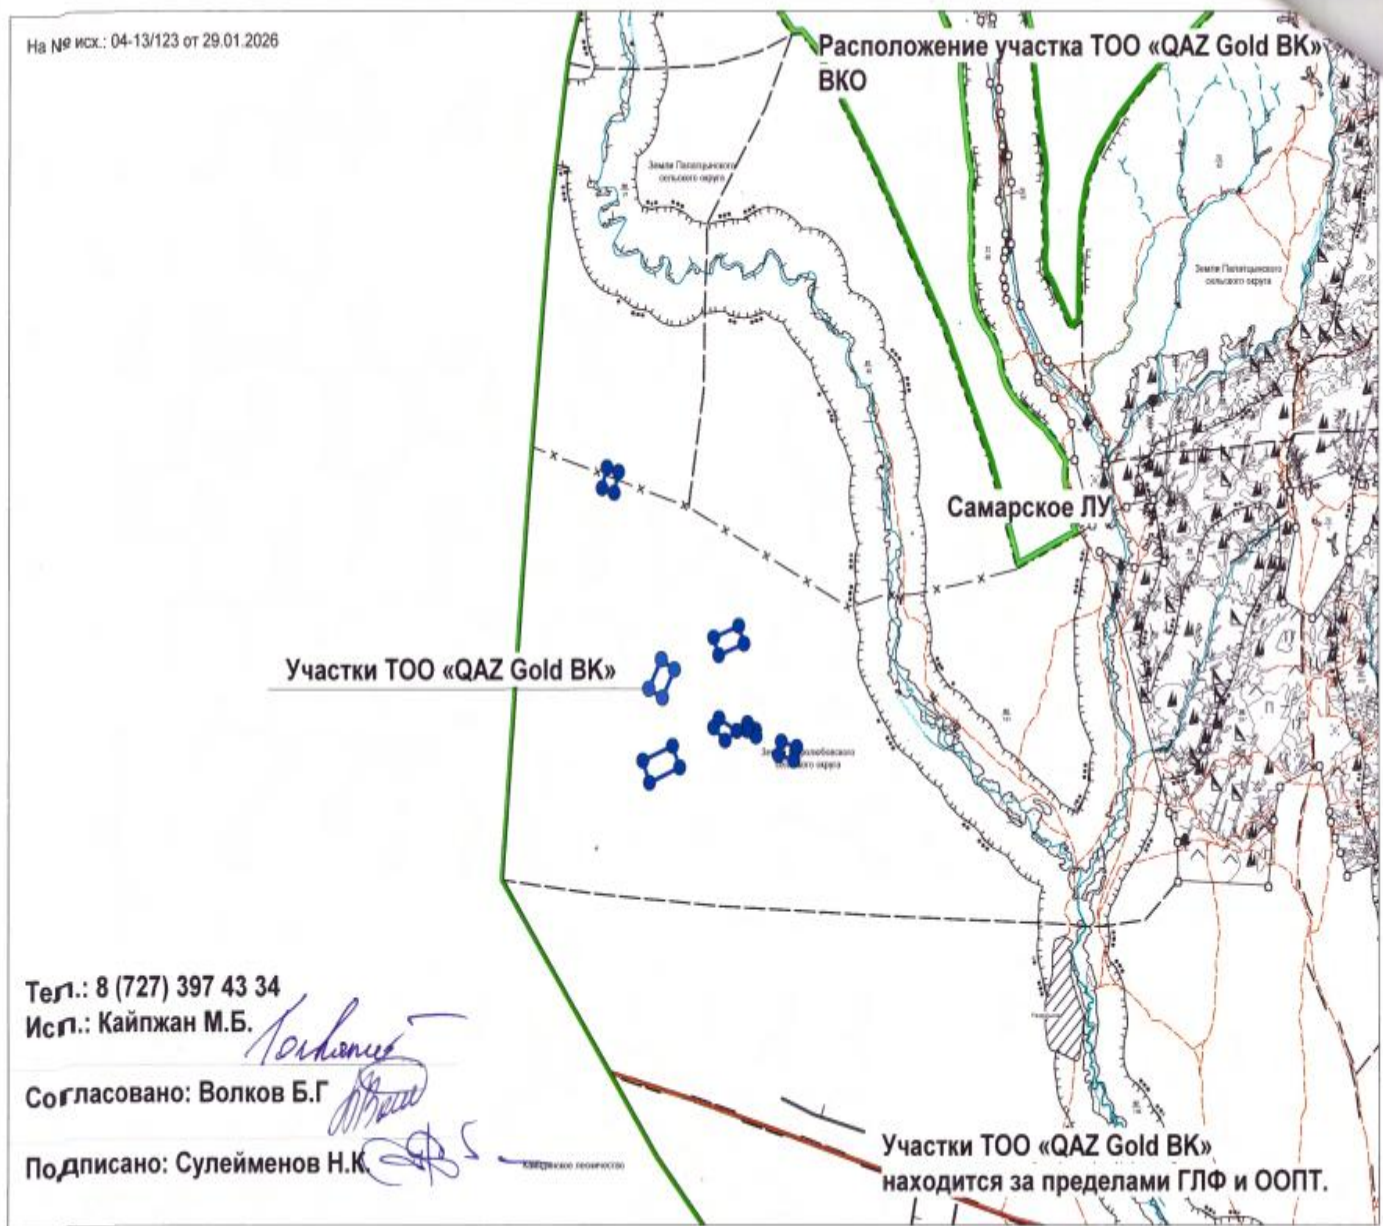 На № исх.: 04-13/123 от 29.01.2026
Расположение участка ТОО «QAZ Gold BK»
ВКО
Земли Палатцынского
сельского округа
Земли Палатцынского
сельского округа
Самарское ЛУ
Участки ТОО «QAZ Gold BK»
округа
Тел.: 8 (727) 397 43 34
Исп.: Кайпжан М.Б.
Согласовано: Волков Б.Г
Подписано: Сулейменов Н.К.
лесничество
Участки ТОО «QAZ Gold BK»
находится за пределами ГЛФ и ООПТ.